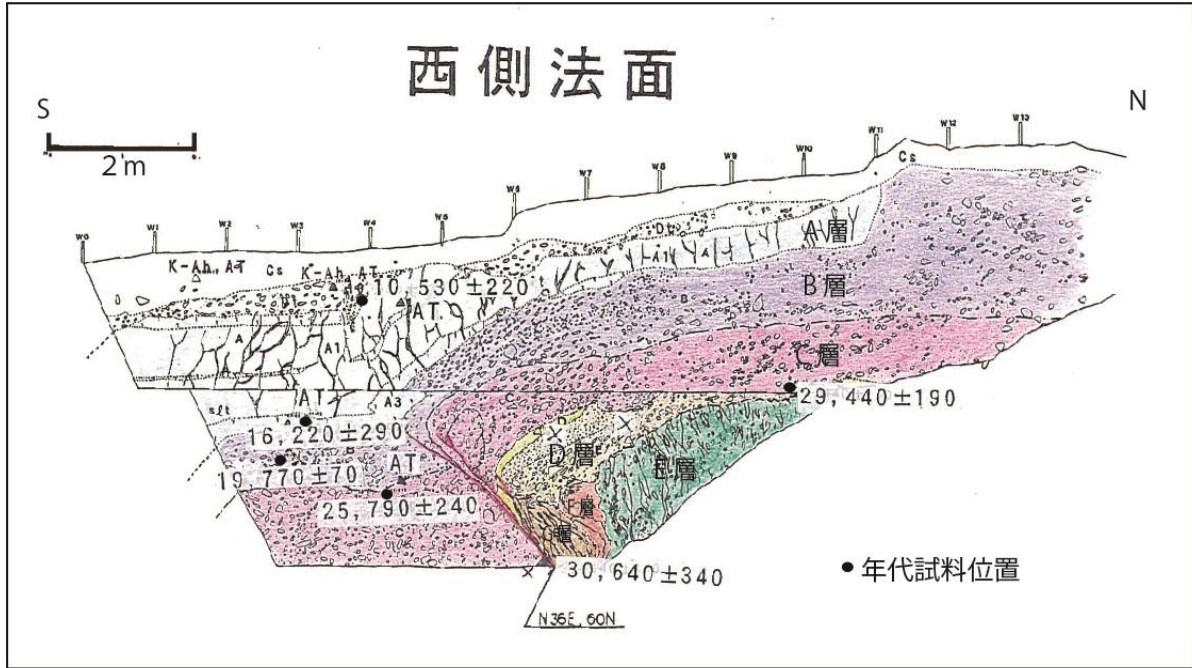 西側法面
S
N
2m
W0
W1
W2
W3
W4
W5
W6
W7
W8
W9
W10
W11
W12
W13
Cs
K-Ah, AT
Cs
K-Ah, AT
10,530±220
AT
A
A1
A1
A
A層
B層
C層
29,440±190
slt
AT
A3
16,220±290
B
19,770±70
AT
25,790±240
C
D層
E層
F層
G層
30,640±340
●年代試料位置
N36E, 60N